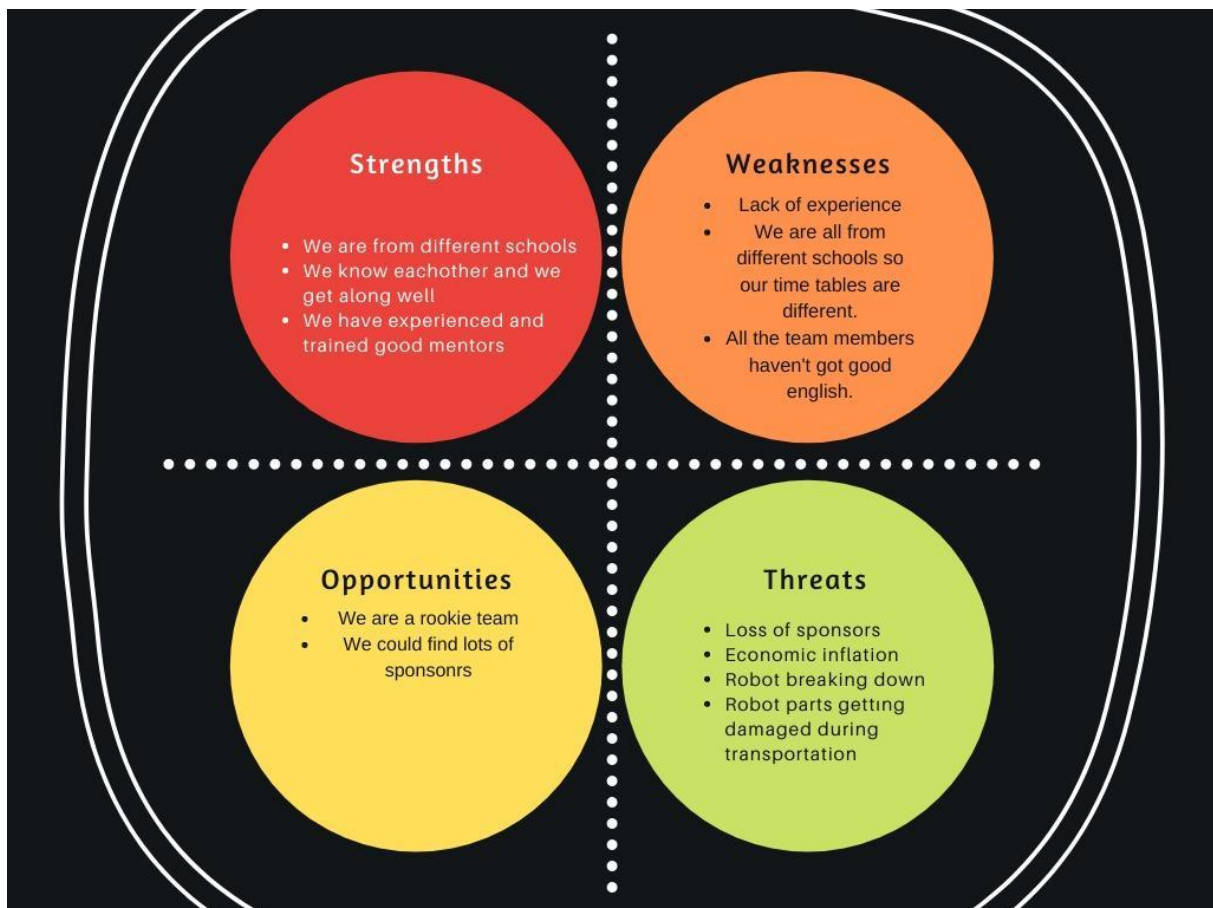 Strengths
• We are from different schools
• We know eachother and we
get along well
• We have experienced and
trained good mentors
Weaknesses
• Lack of experience
• We are all from
different schools so
our time tables are
different.
• All the team members
haven't got good
english.
Opportunities
• We are a rookie team
• We could find lots of
sponsonrs
Threats
• Loss of sponsors
• Economic inflation
• Robot breaking down
• Robot parts gettıng
damaged during
transportation